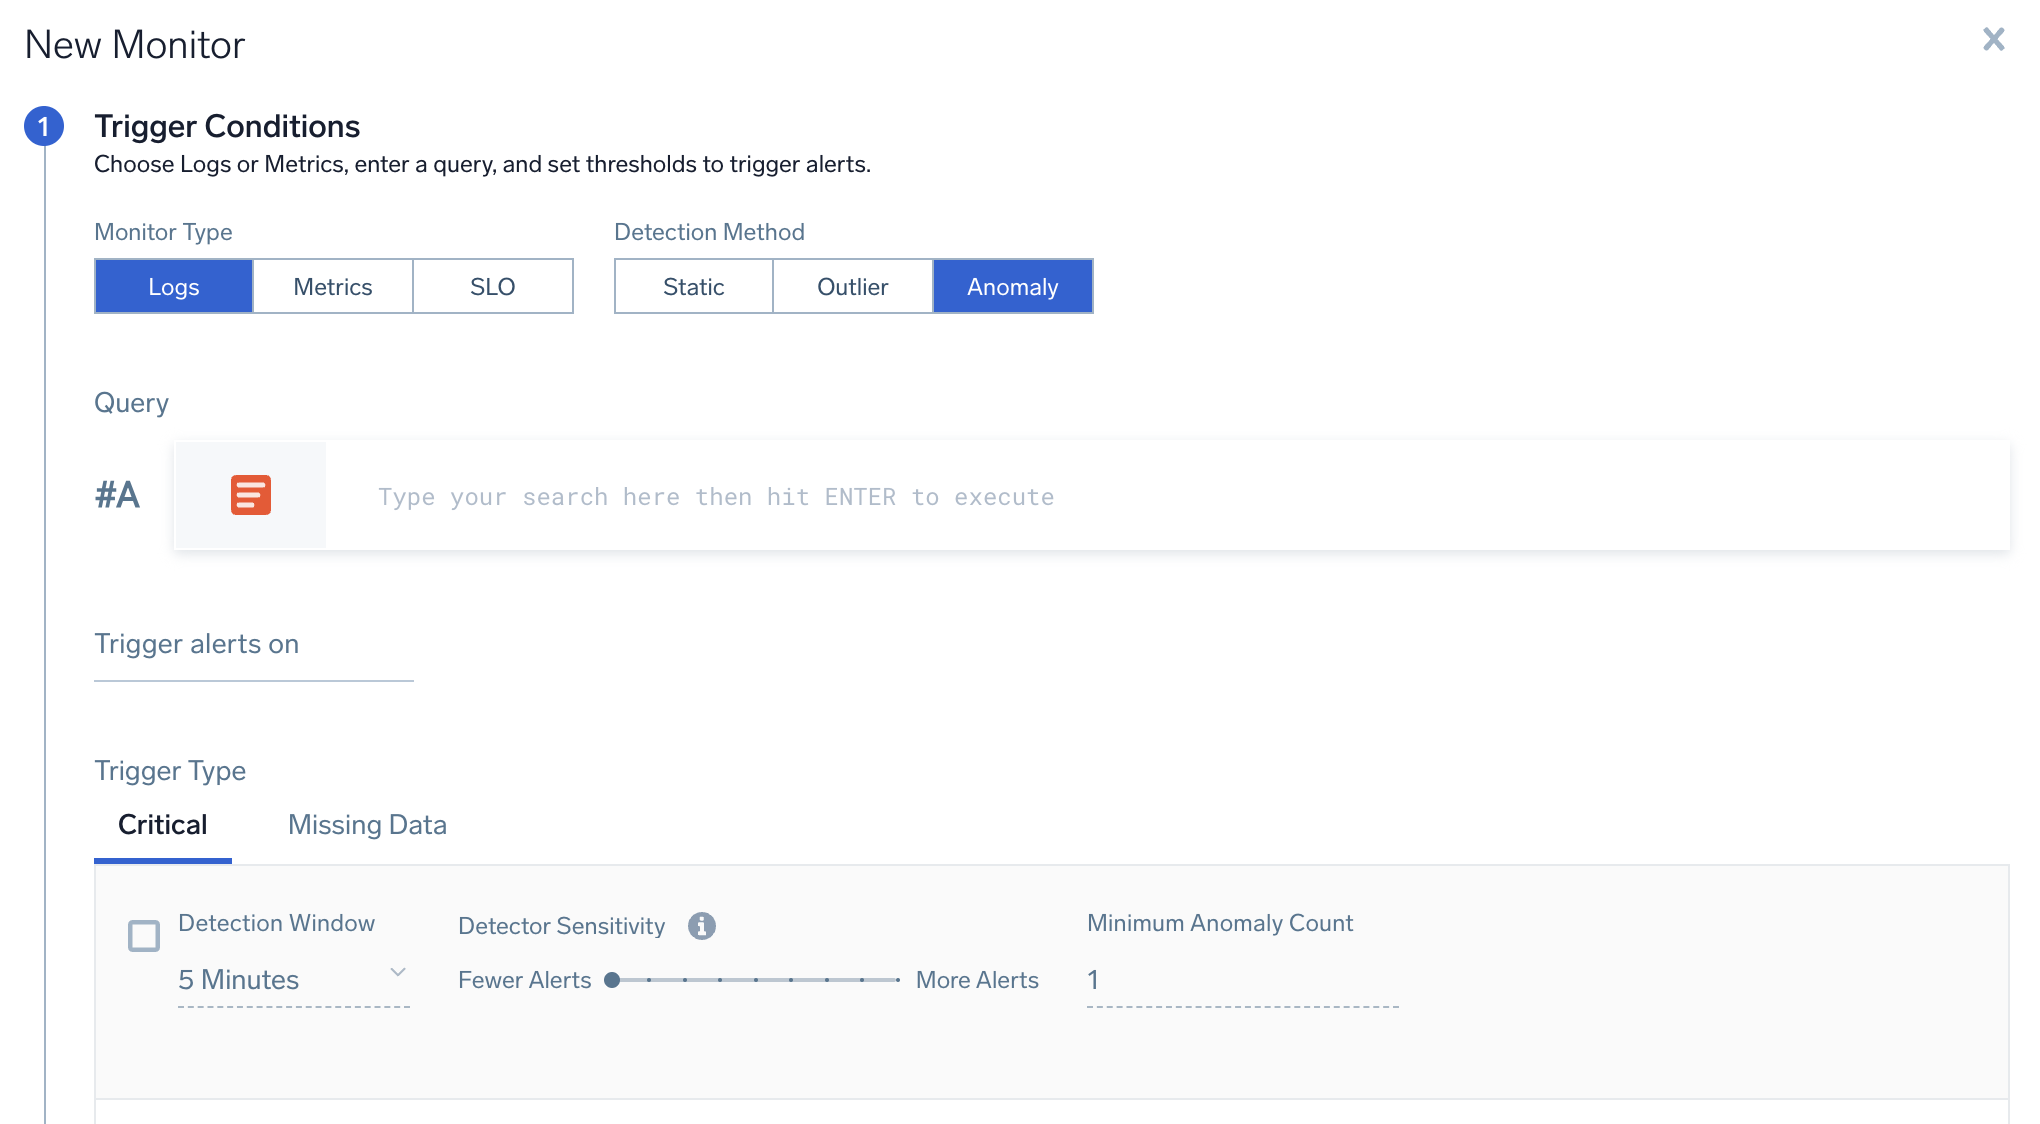 New Monitor
1
Trigger Conditions
Choose Logs or Metrics, enter a query, and set thresholds to trigger alerts.
Monitor Type Detection Method
Logs Metrics SLO Static Outlier Anomaly
Query
#A Type your search here then hit ENTER to execute
Trigger alerts on
Trigger Type
Critical Missing Data
Detection Window Detector Sensitivity Minimum Anomaly Count
5 Minutes Fewer Alerts More Alerts 1